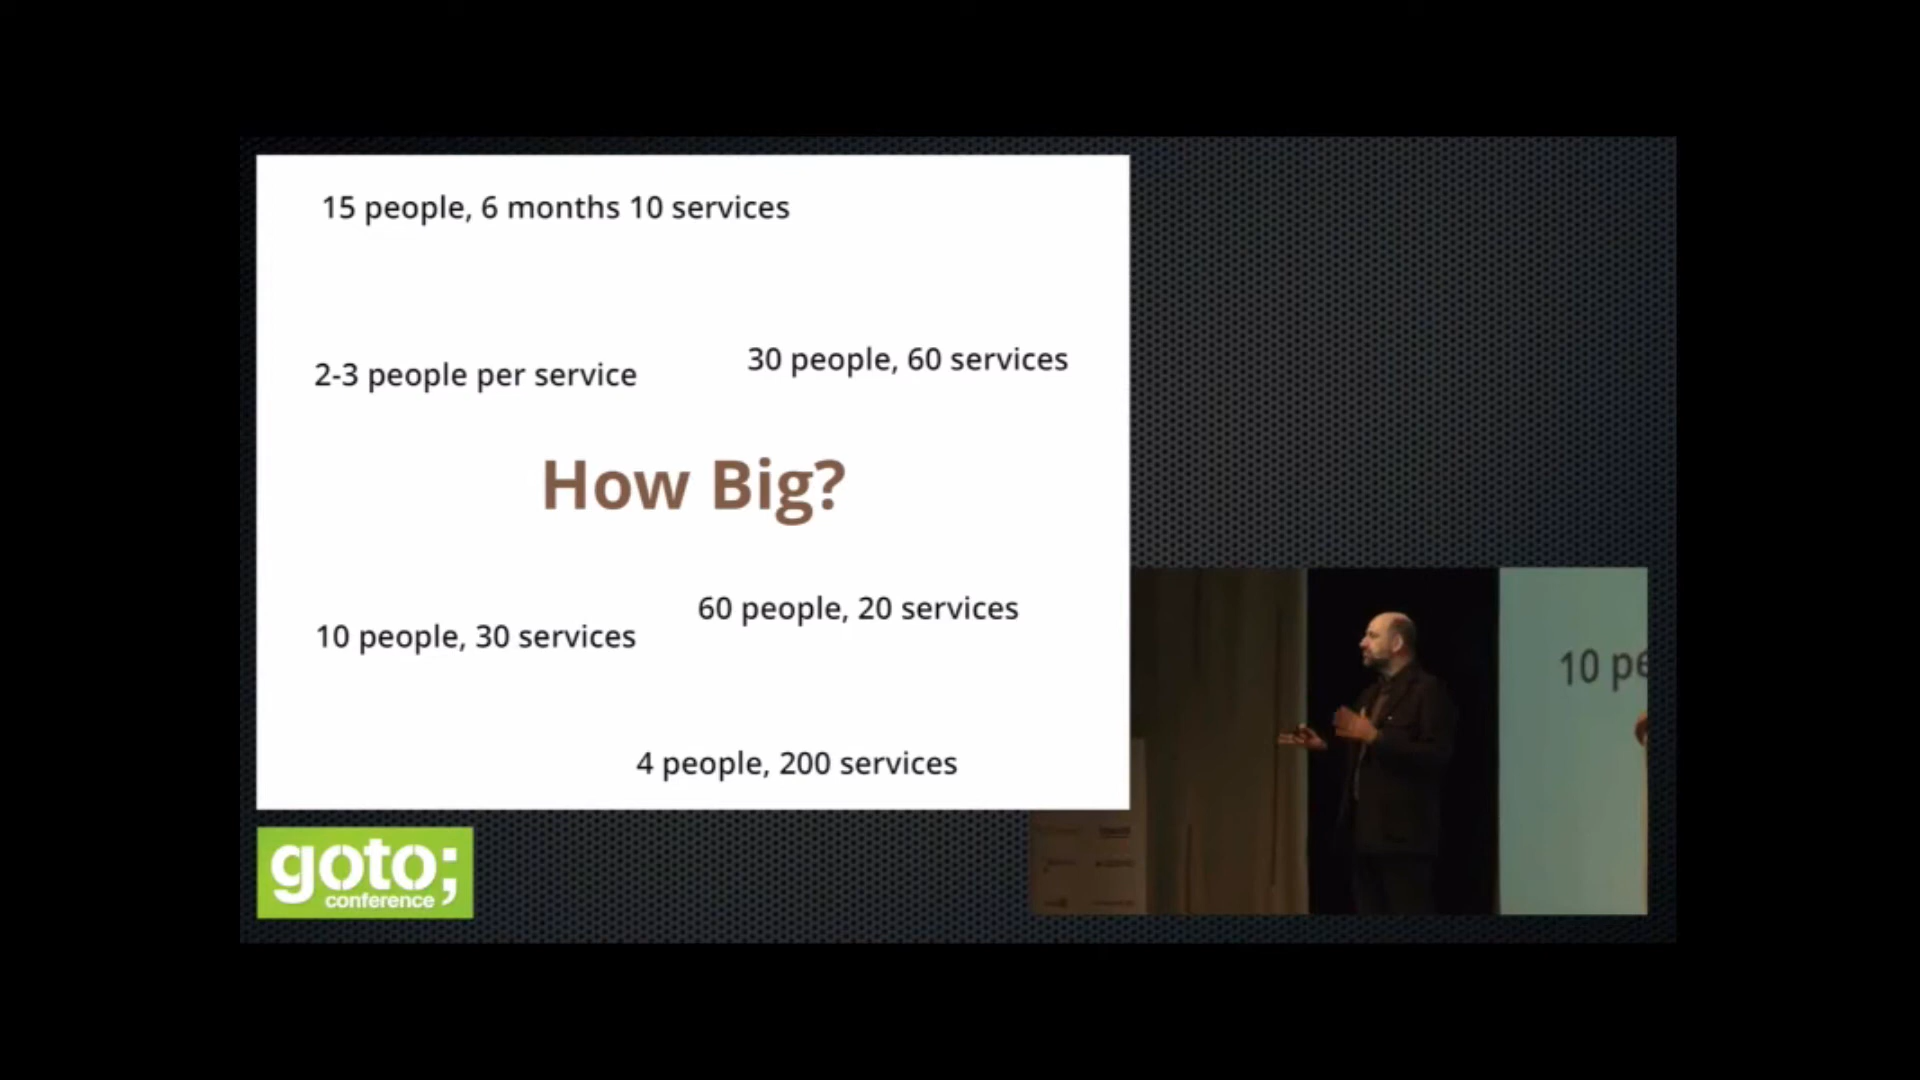 15 people, 6 months 10 services
30 people, 60 services
2-3 people per service
How Big?
60 people, 20 services
10 people, 30 services
4 people, 200 services
10 pe
goto;
conference